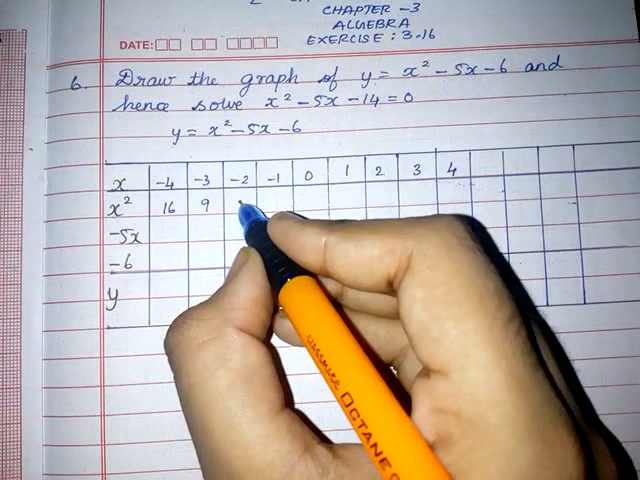 CHAPTER -3
ALGEBRA
DATE:
EXERCISE : 3.16
6. Draw the graph of y = x² - 5x - 6 and
hence solve x² - 5x - 14 = 0
y = x² - 5x - 6
x -4 -3 -2 -1 0 1 2 3 4
x² 16 9
-5x
-6
y
classmate OCTANE